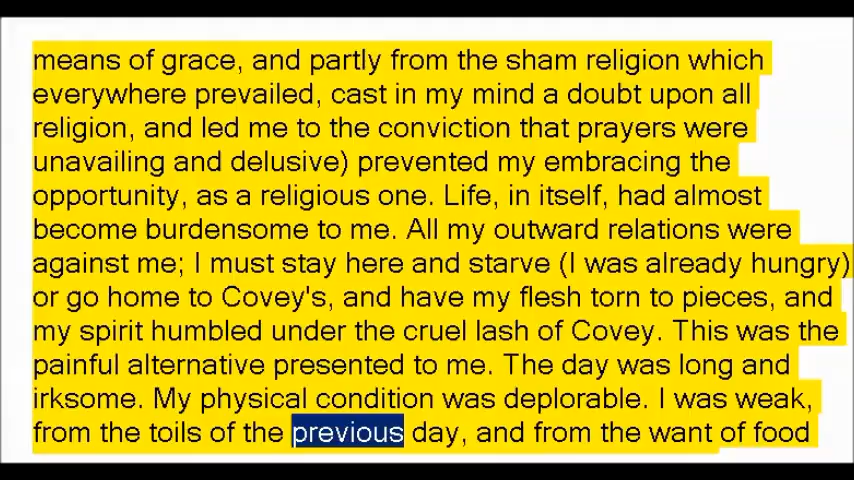 means of grace, and partly from the sham religion which
everywhere prevailed, cast in my mind a doubt upon all
religion, and led me to the conviction that prayers were
unavailing and delusive) prevented my embracing the
opportunity, as a religious one. Life, in itself, had almost
become burdensome to me. All my outward relations were
against me; I must stay here and starve (I was already hungry)
or go home to Covey's, and have my flesh torn to pieces, and
my spirit humbled under the cruel lash of Covey. This was the
painful alternative presented to me. The day was long and
irksome. My physical condition was deplorable. I was weak,
from the toils of the previous day, and from the want of food